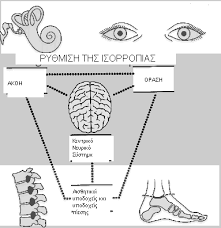 ΡΥΘΜΙΣΗ ΤΗΣ ΙΣΟΡΡΟΠΙΑΣ
ΑΚΟΗ
ΟΡΑΣΗ
Κεντρικό
Νευρικό
Σύστημα
Αισθητικοί
υποδοχείς και
υποδοχείς
πίεσης